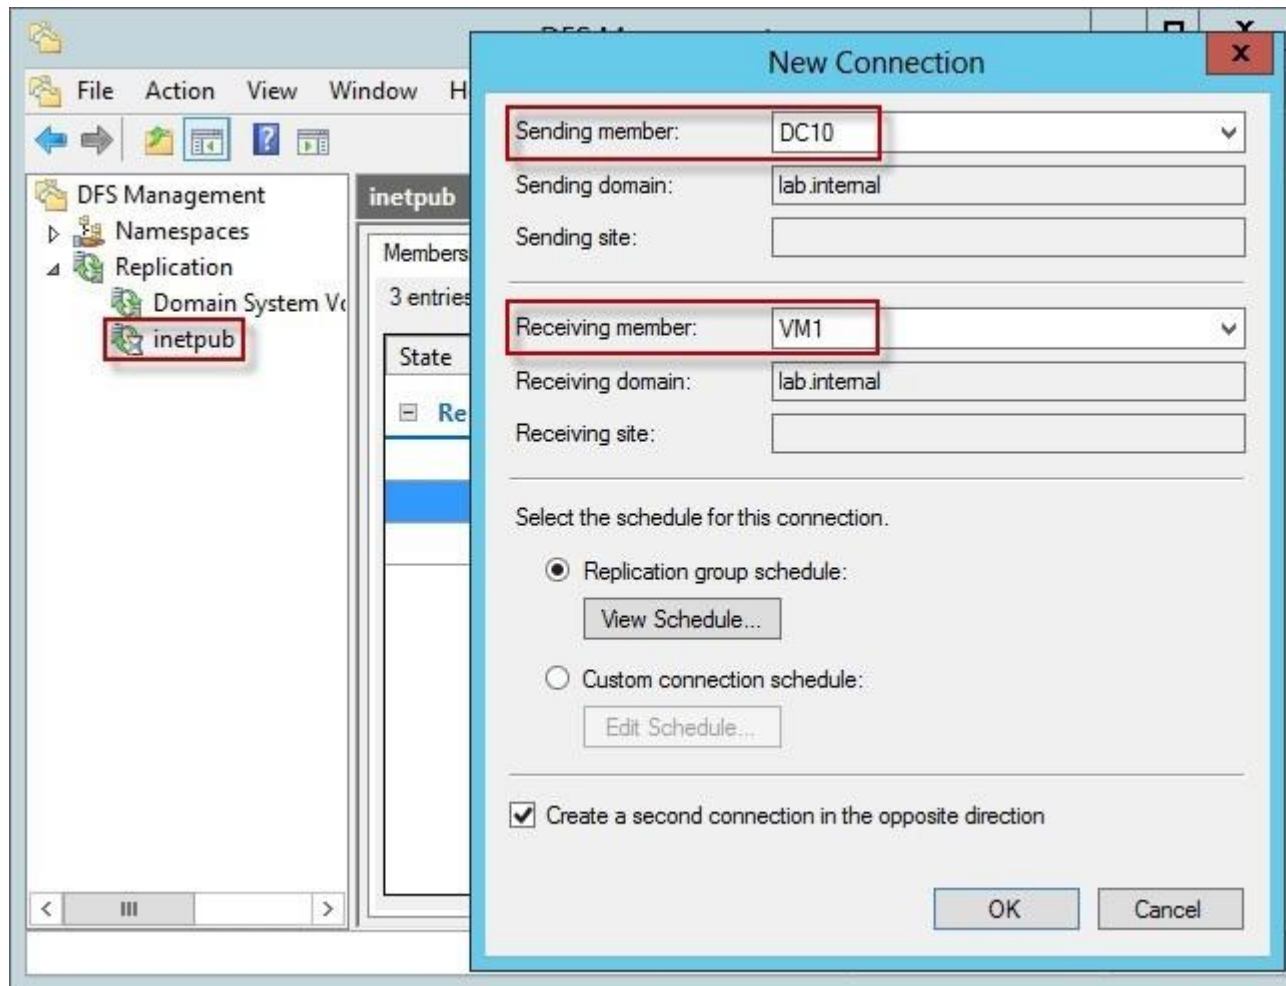 New Connection
File Action View Window H
Sending member: DC10
Sending domain: lab.internal
Sending site:
DFS Management
Namespaces
Replication
Domain System Vo
inetpub
inetpub
Members
3 entries
State
Re
Receiving member: VM1
Receiving domain: lab.internal
Receiving site:
Select the schedule for this connection.
Replication group schedule:
View Schedule...
Custom connection schedule:
Edit Schedule...
Create a second connection in the opposite direction
OK Cancel